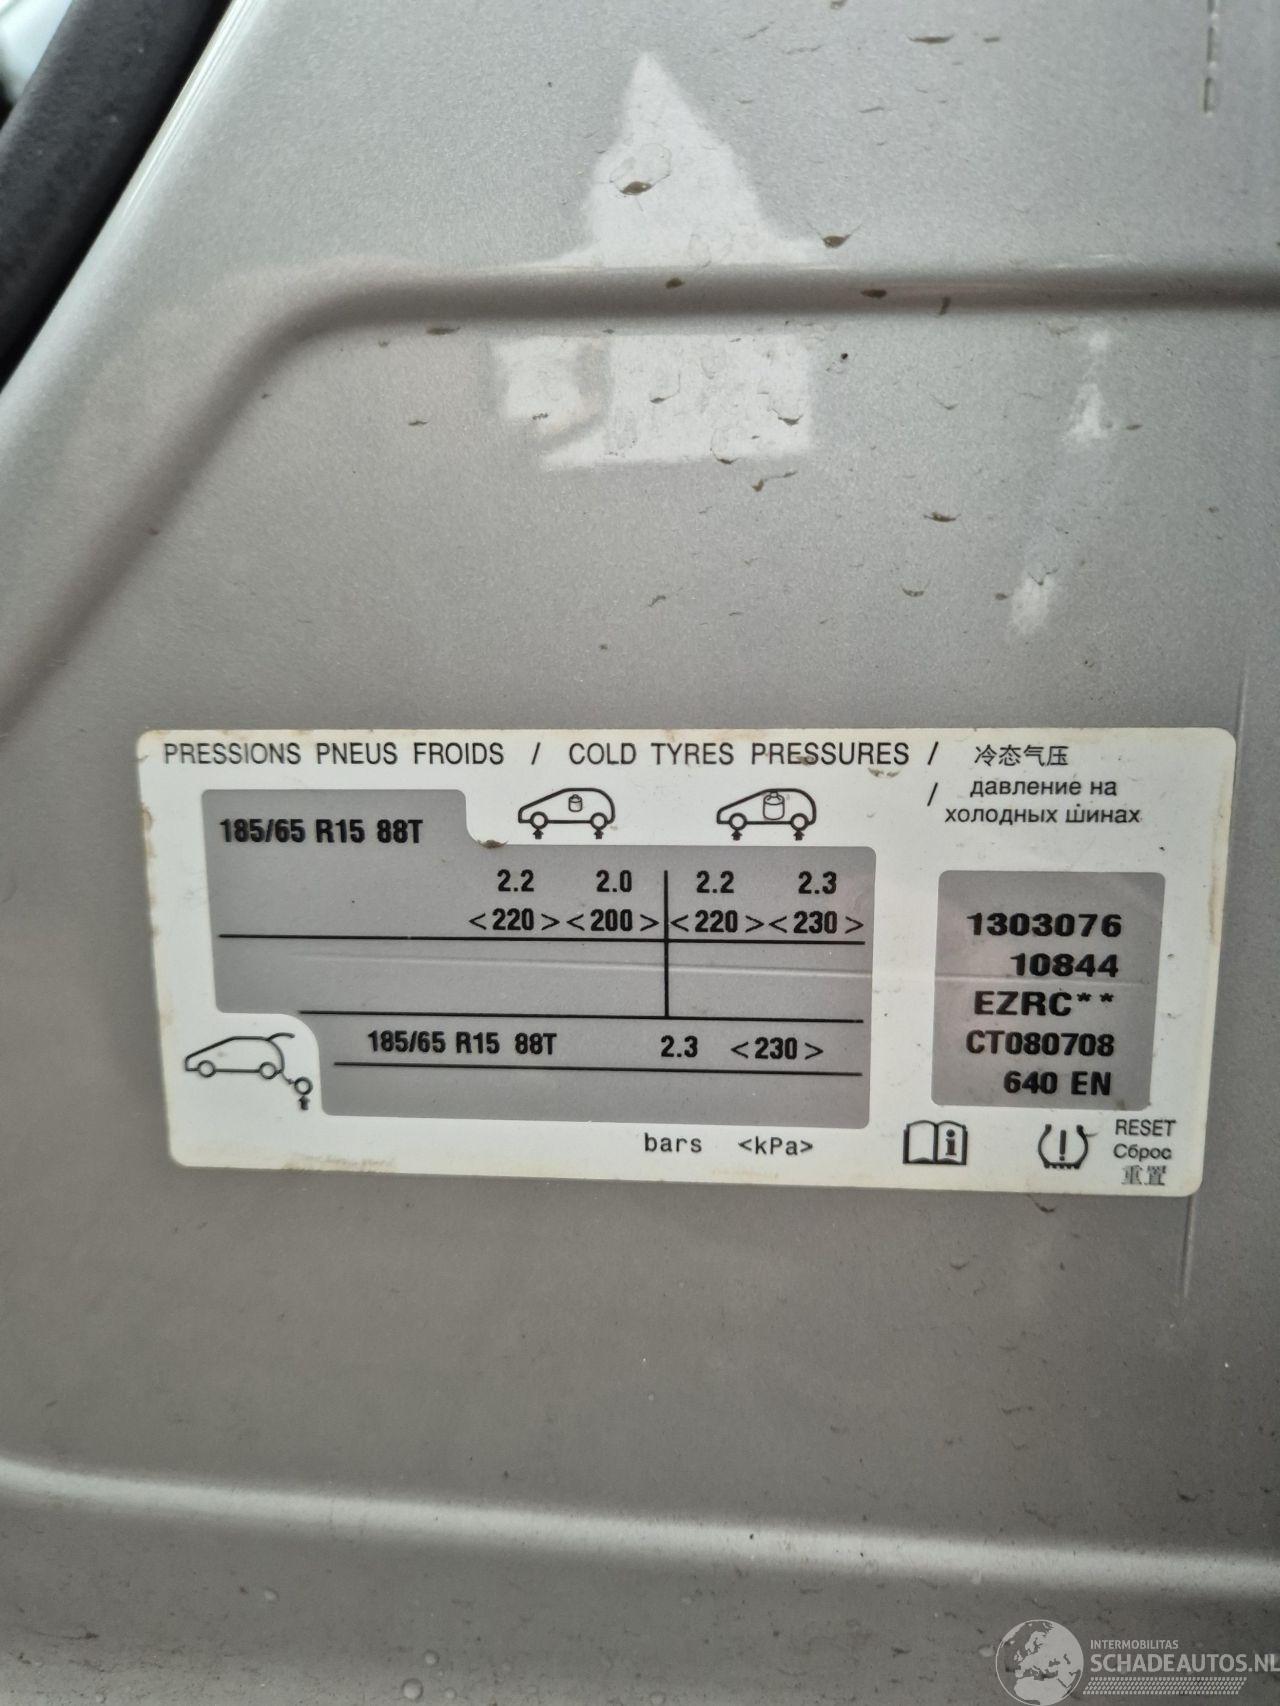 PRESSIONS PNEUS FROIDS / COLD TYRES PRESSURES / 冷态气压
/ давление на
холодных шинах
185/65 R15 88T
2.2 2.0 2.2 2.3
<220> <200> <220> <230>
185/65 R15 88T 2.3 <230>
bars <kPa>
1303076
10844
EZRC**
CT080708
640 EN
i
RESET
Сброс
重置
INTERMOBILITAS
SCHADEAUTOS.NL